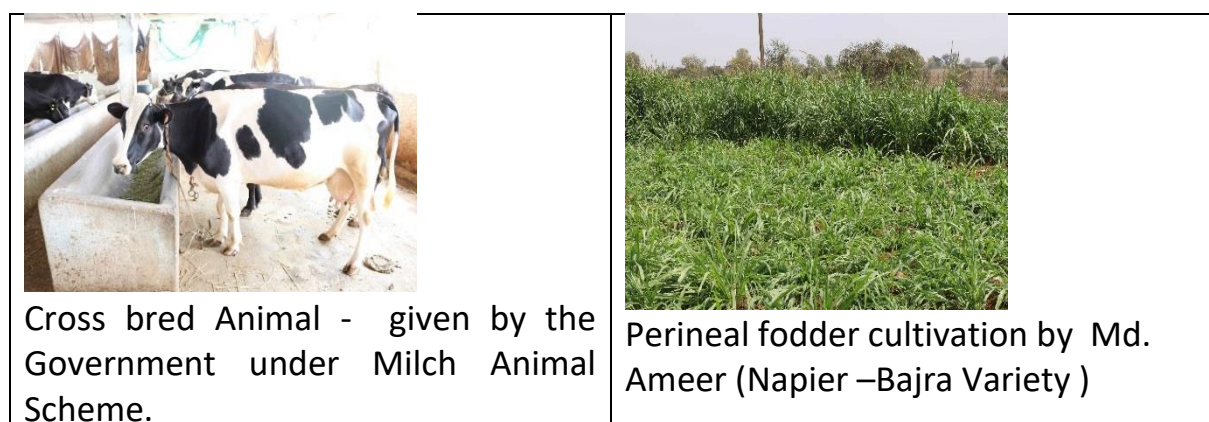 Cross bred Animal - given by the
Government under Milch Animal
Scheme.
Perineal fodder cultivation by Md.
Ameer (Napier –Bajra Variety )